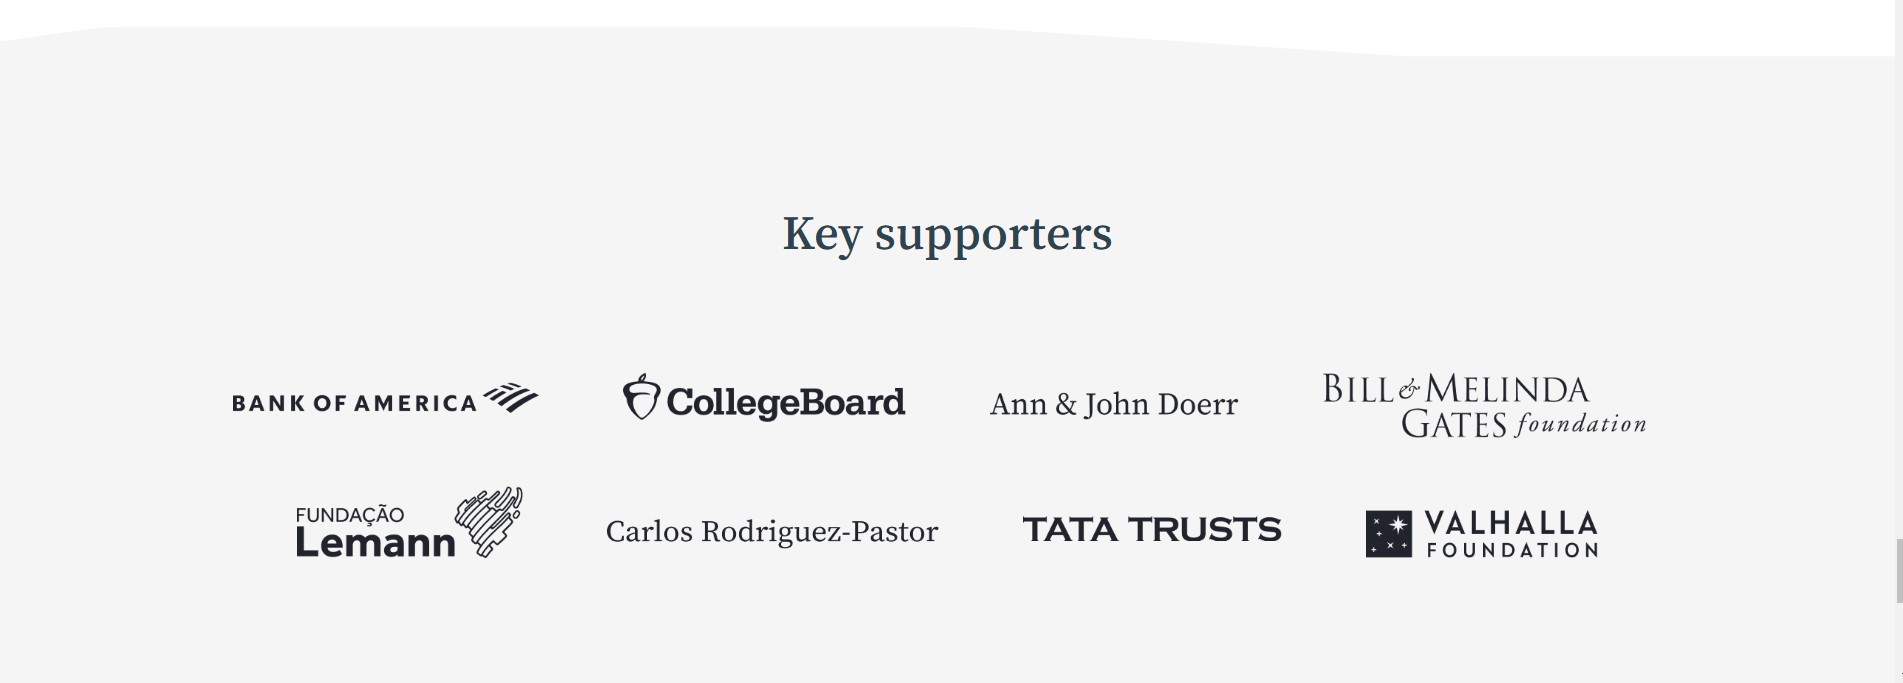 Key supporters
BANK OF AMERICA
CollegeBoard
Ann & John Doerr
BILL & MELINDA
GATES foundation
FUNDAÇÃO
Lemann
Carlos Rodriguez-Pastor
TATA TRUSTS
VALHALLA
FOUNDATION